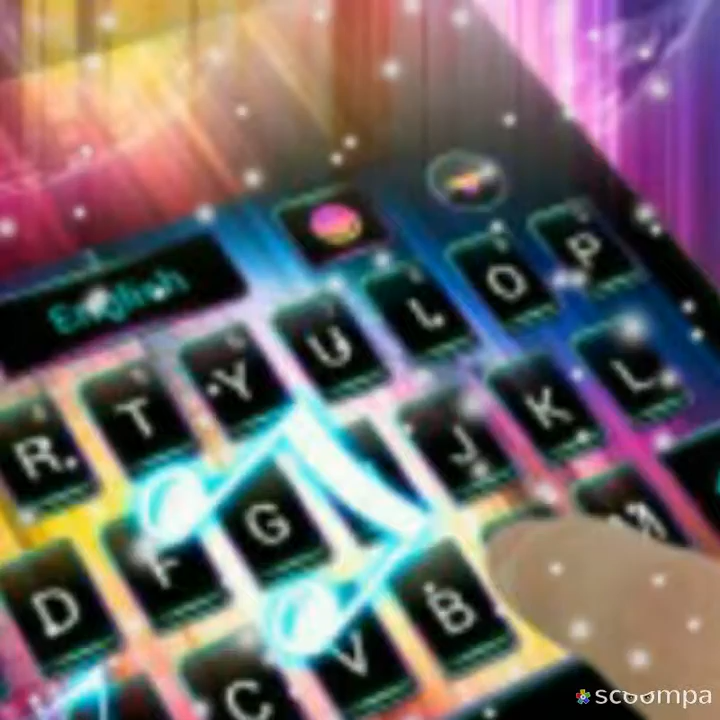 English
R T Y U I O P
D F G J K L
C V B M
scoompa